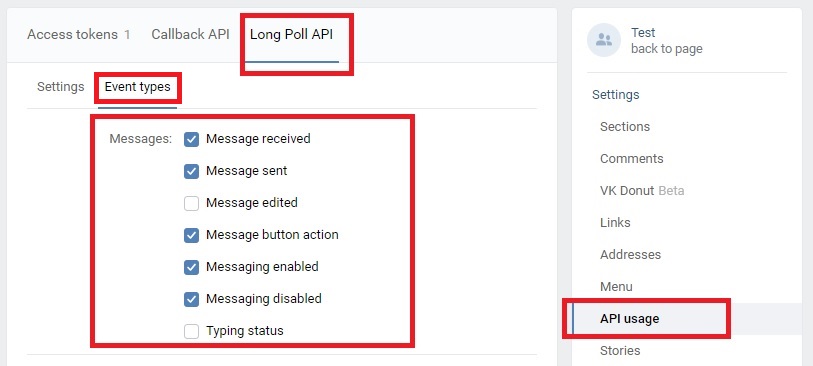 Access tokens 1 Callback API Long Poll API
Settings Event types
Messages: Message received
Message sent
Message edited
Message button action
Messaging enabled
Messaging disabled
Typing status
Test
back to page
Settings
Sections
Comments
VK Donut Beta
Links
Addresses
Menu
API usage
Stories